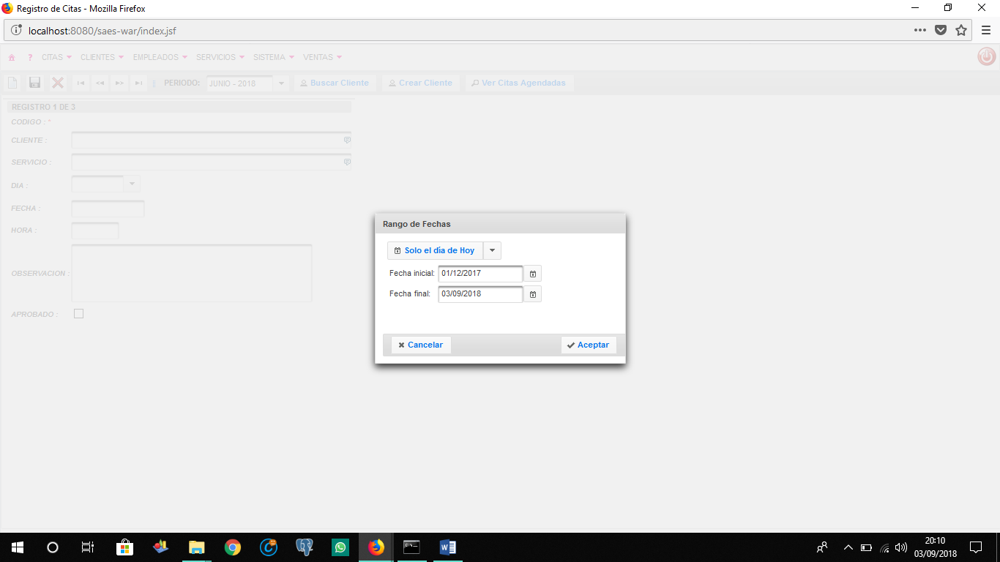 Registro de Citas - Mozilla Firefox
localhost:8080/saes-war/index.jsf
? CITAS CLIENTES EMPLEADOS SERVICIOS SISTEMA VENTAS
PERIODO: JUNIO - 2018 Buscar Cliente Crear Cliente Ver Citas Agendadas
REGISTRO 1 DE 3
CODIGO : *
CLIENTE :
SERVICIO :
DIA :
FECHA :
HORA :
OBSERVACION :
APROBADO :
Rango de Fechas
Solo el día de Hoy
Fecha inicial: 01/12/2017
Fecha final: 03/09/2018
Cancelar Aceptar
20:10
03/09/2018